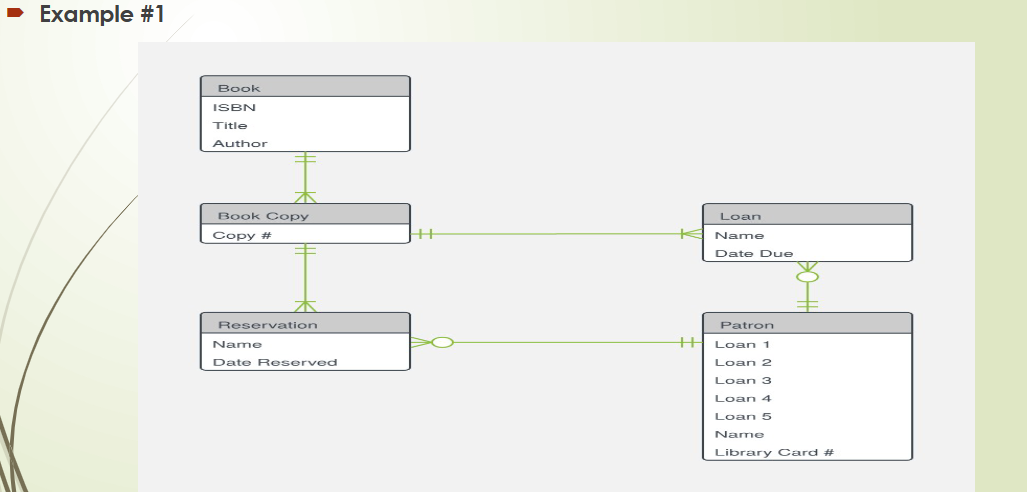 Example #1
Book
ISBN
Title
Author
Book Copy
Copy #
Loan
Name
Date Due
Reservation
Name
Date Reserved
Patron
Loan 1
Loan 2
Loan 3
Loan 4
Loan 5
Name
Library Card #